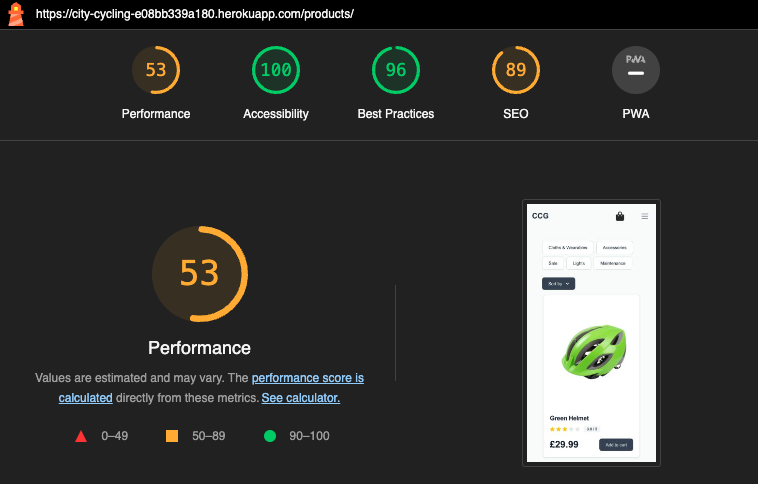 https://city-cycling-e08bb339a180.herokuapp.com/products/
53 100 96 89 PWA
Performance Accessibility Best Practices SEO PWA
53
Performance
Values are estimated and may vary. The performance score is
calculated directly from these metrics. See calculator.
0–49 50–89 90–100
CCG
Cloths & Wearables Accessories
Sale Lights Maintenance
Sort by
Green Helmet
£29.99 Add to cart